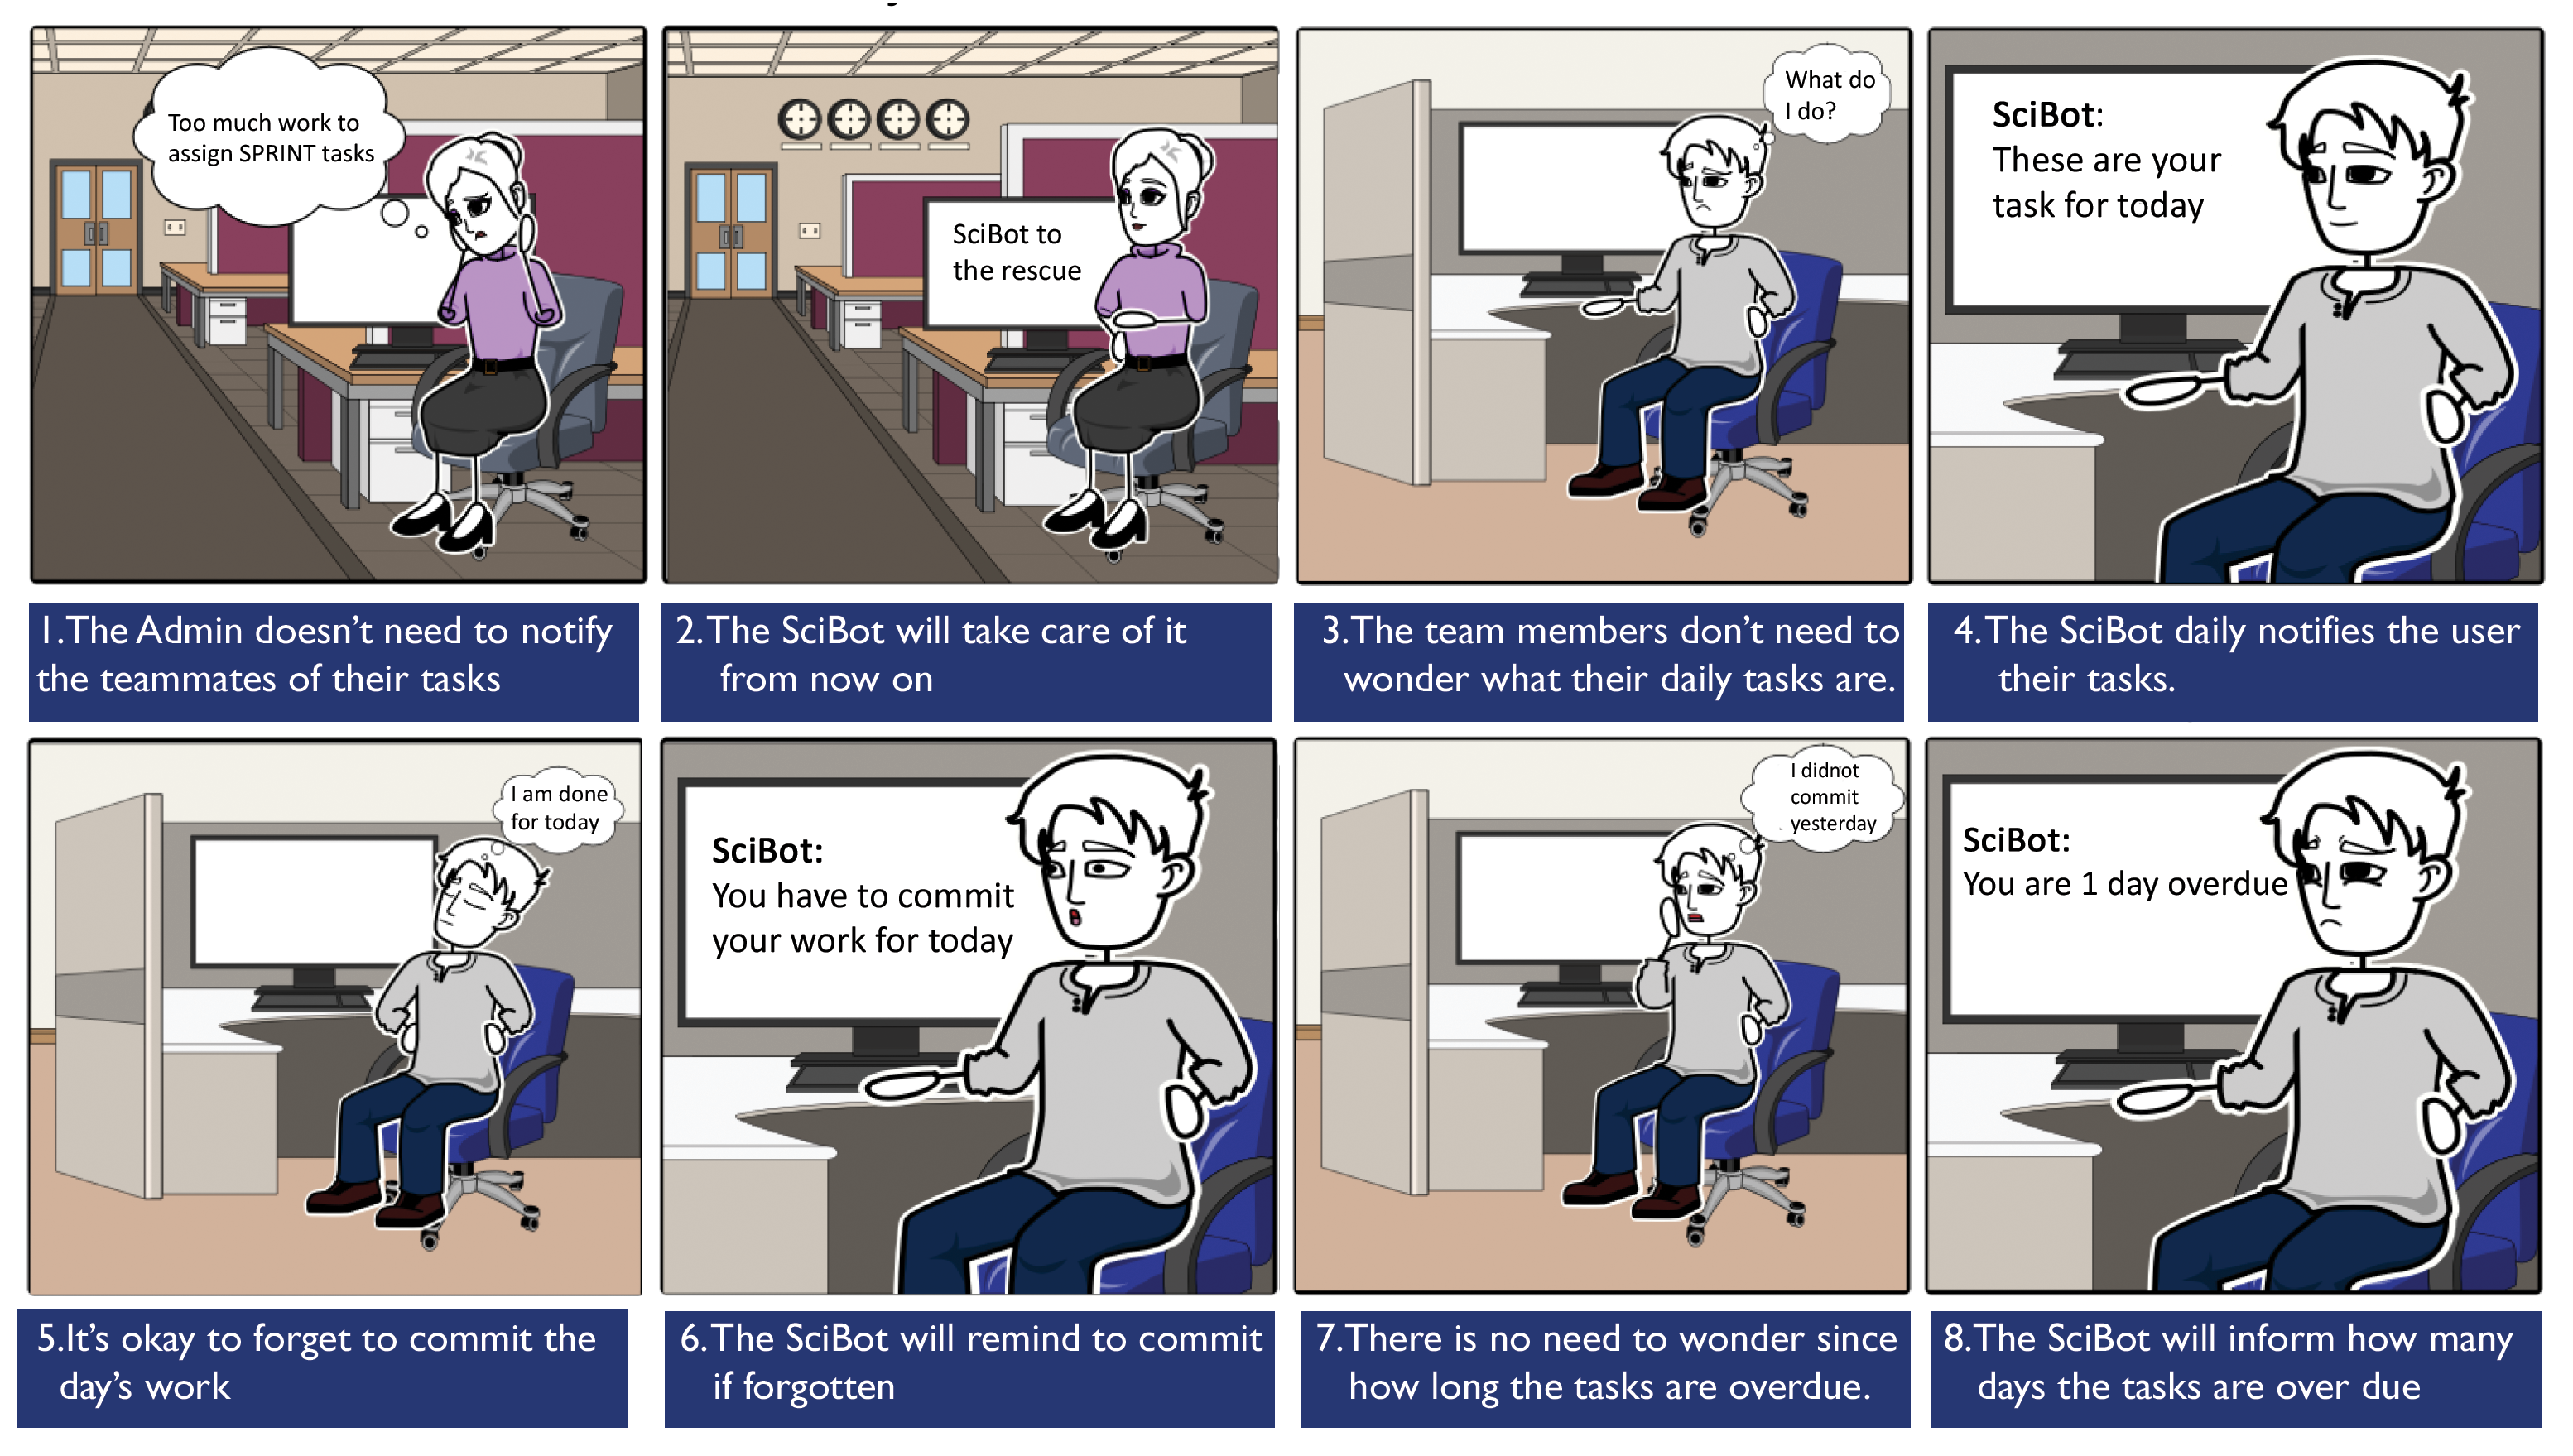 Too much work to
assign SPRINT tasks
SciBot to
the rescue
What do
I do?
SciBot:
These are your
task for today
1.The Admin doesn't need to notify
the teammates of their tasks
2.The SciBot will take care of it
from now on
3.The team members don't need to
wonder what their daily tasks are.
4.The SciBot daily notifies the user
their tasks.
I am done
for today
SciBot:
You have to commit
your work for today
I didnot
commit
yesterday
SciBot:
You are 1 day overdue
5.It's okay to forget to commit the
day's work
6.The SciBot will remind to commit
if forgotten
7.There is no need to wonder since
how long the tasks are overdue.
8.The SciBot will inform how many
days the tasks are over due